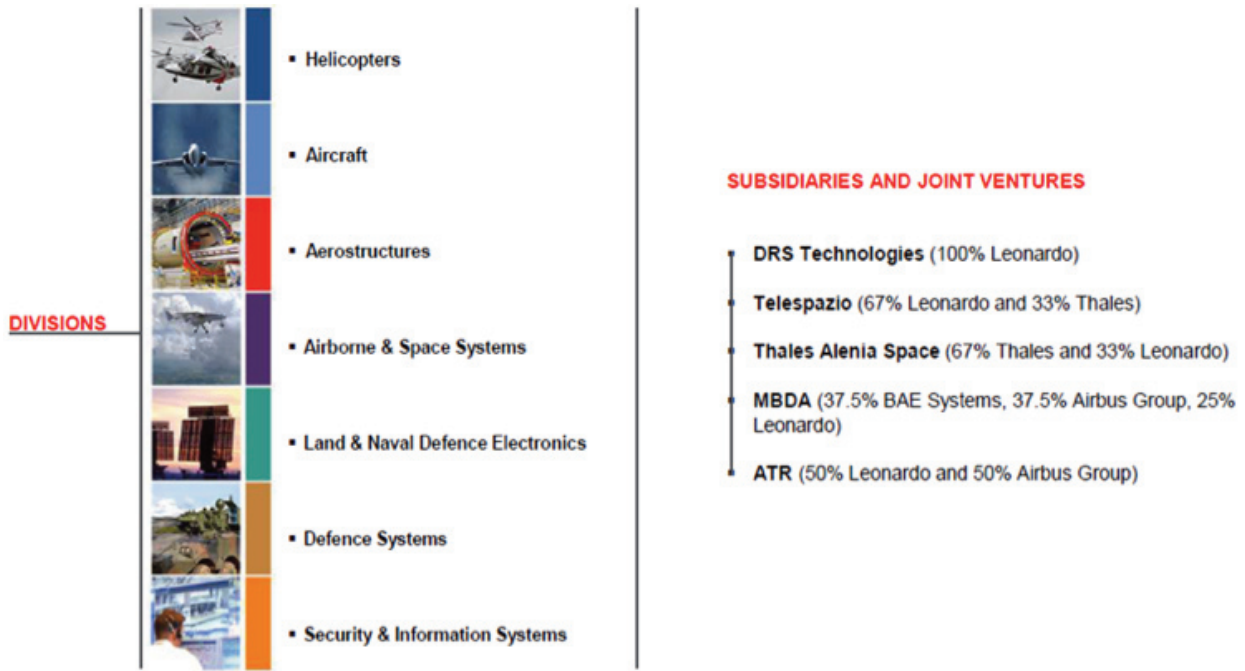 DIVISIONS
▪ Helicopters
▪ Aircraft
▪ Aerostructures
▪ Airborne & Space Systems
▪ Land & Naval Defence Electronics
▪ Defence Systems
▪ Security & Information Systems
SUBSIDIARIES AND JOINT VENTURES
▪ DRS Technologies (100% Leonardo)
▪ Telespazio (67% Leonardo and 33% Thales)
▪ Thales Alenia Space (67% Thales and 33% Leonardo)
▪ MBDA (37.5% BAE Systems, 37.5% Airbus Group, 25%
Leonardo)
▪ ATR (50% Leonardo and 50% Airbus Group)